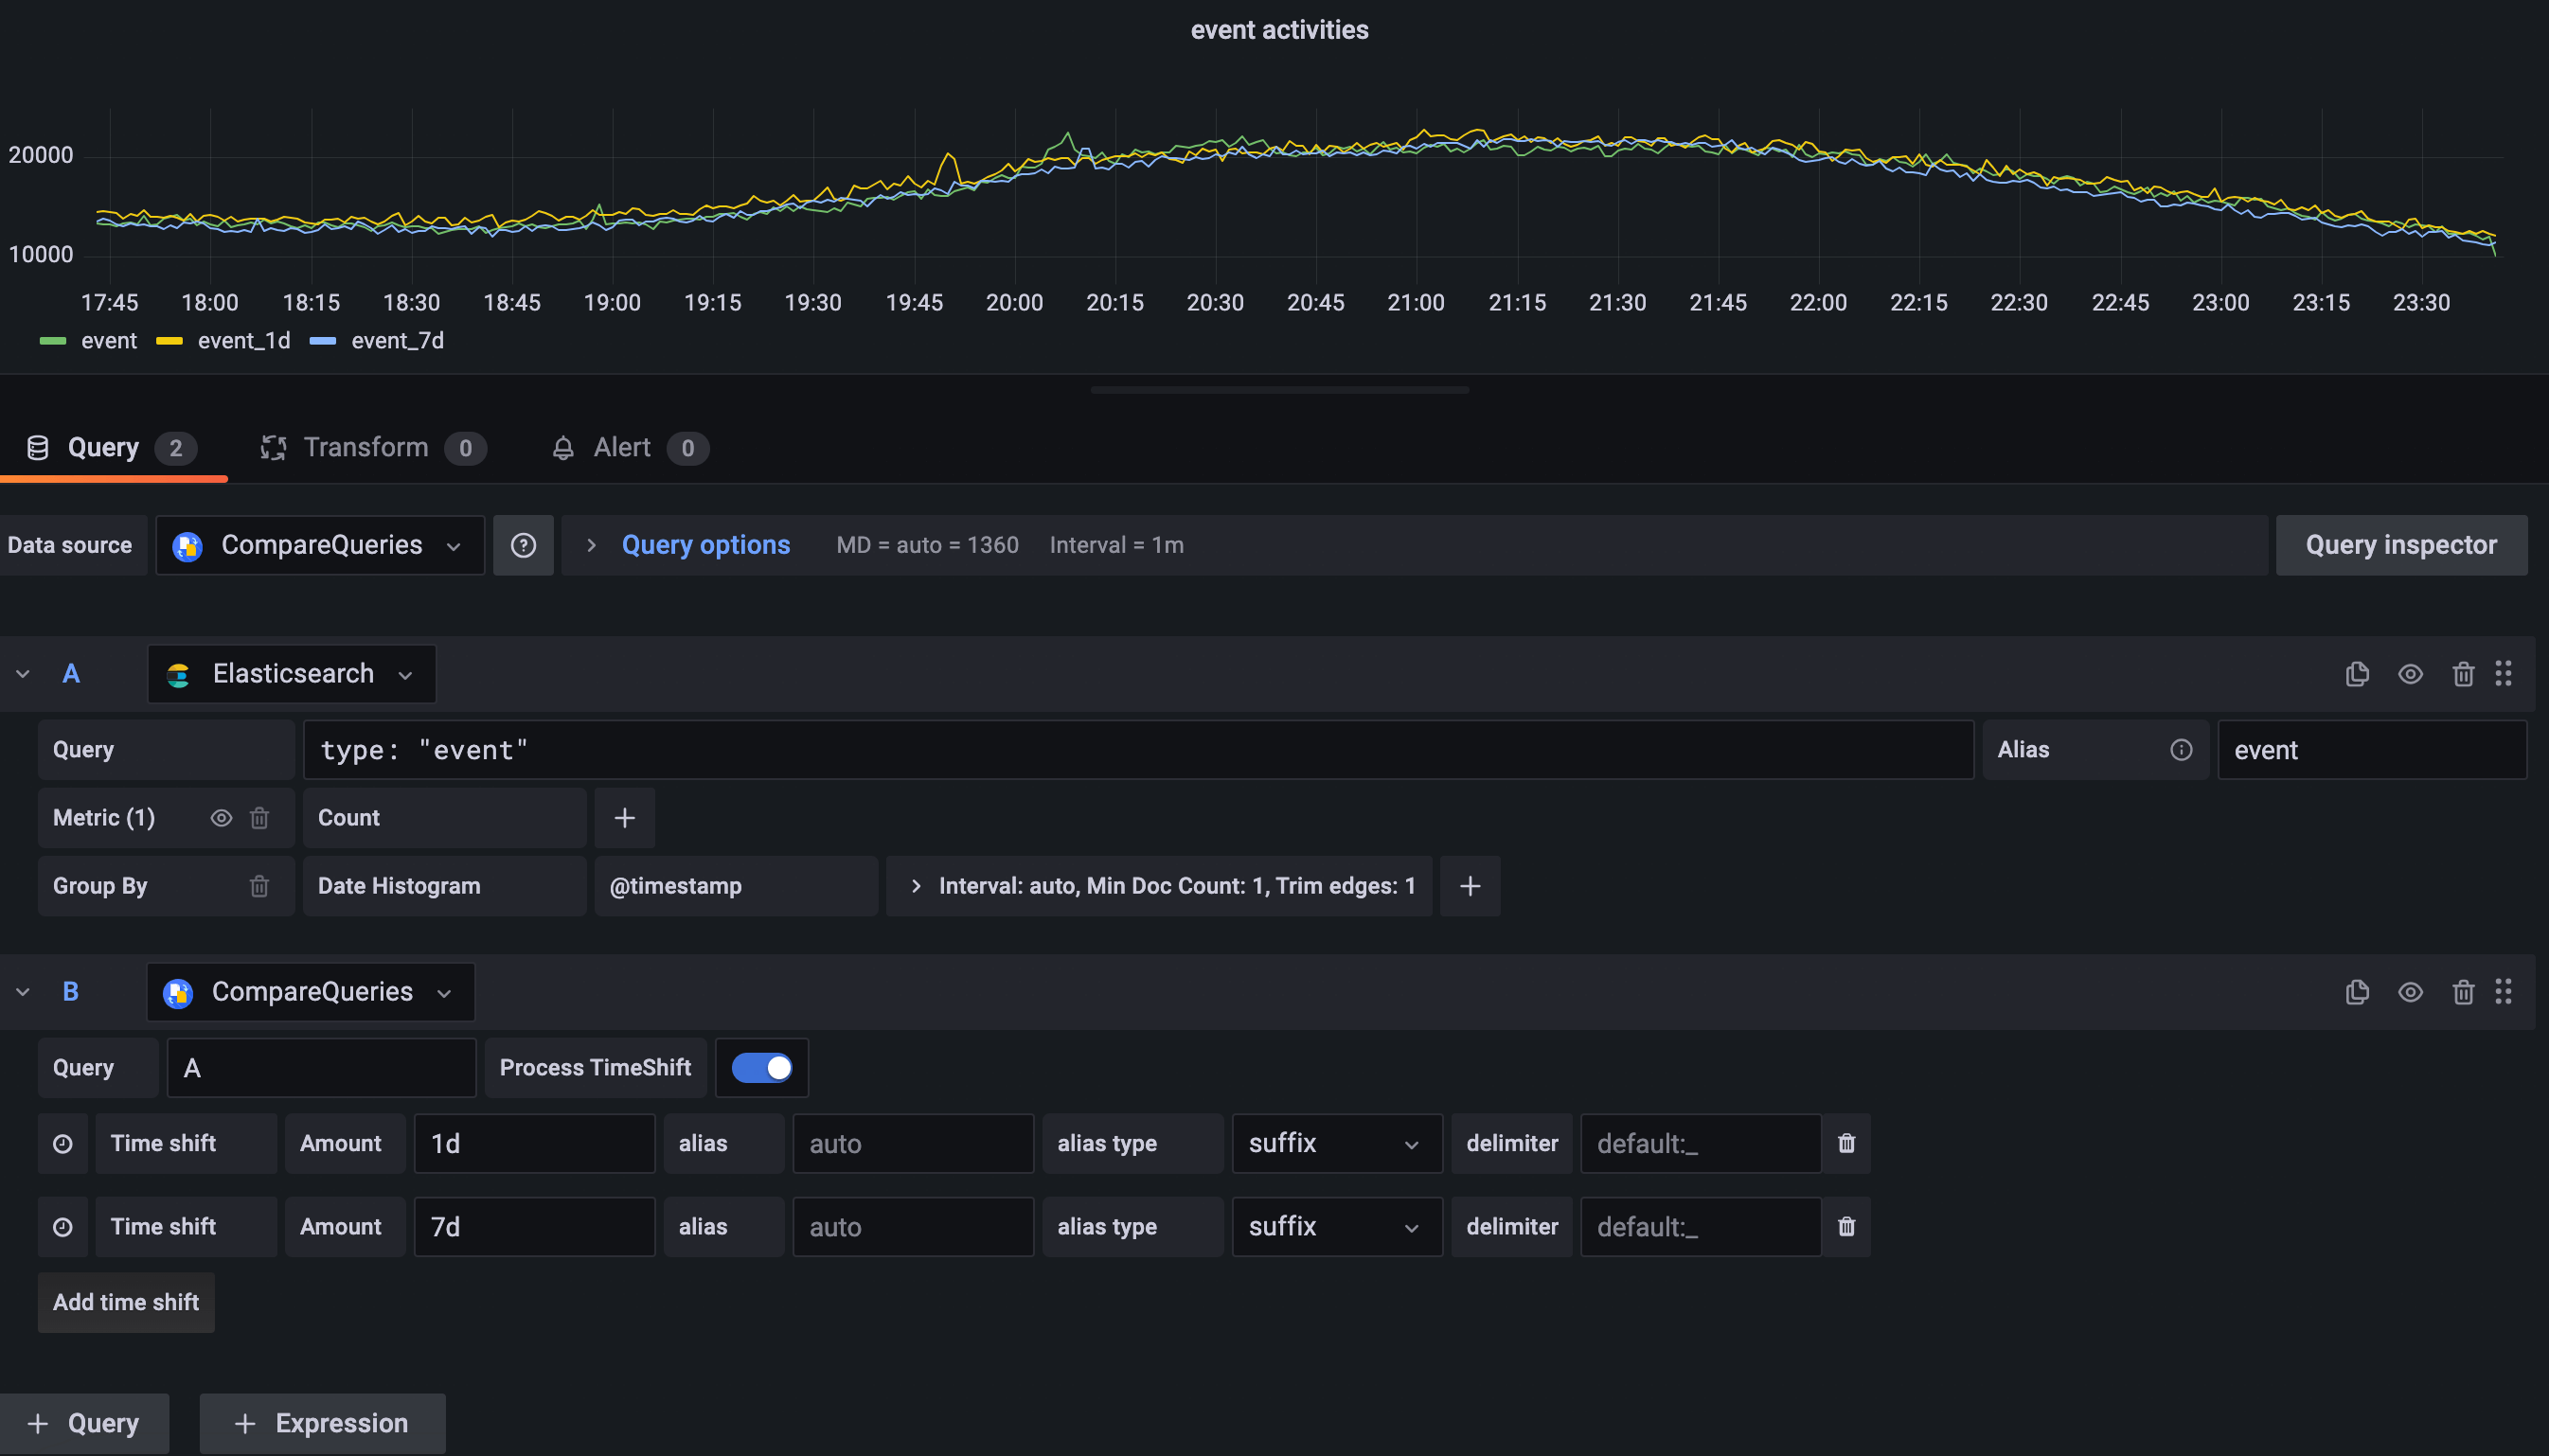 event activities
20000
10000
17:45 18:00 18:15 18:30 18:45 19:00 19:15 19:30 19:45 20:00 20:15 20:30 20:45 21:00 21:15 21:30 21:45 22:00 22:15 22:30 22:45 23:00 23:15 23:30
event event_1d event_7d
Query 2 Transform 0 Alert 0
Data source CompareQueries Query options MD = auto = 1360 Interval = 1m Query inspector
A Elasticsearch
Query type: "event" Alias event
Metric (1) Count
Group By Date Histogram @timestamp Interval: auto, Min Doc Count: 1, Trim edges: 1
B CompareQueries
Query A Process TimeShift
Time shift Amount 1d alias auto alias type suffix delimiter default:_
Time shift Amount 7d alias auto alias type suffix delimiter default:_
Add time shift
+ Query + Expression